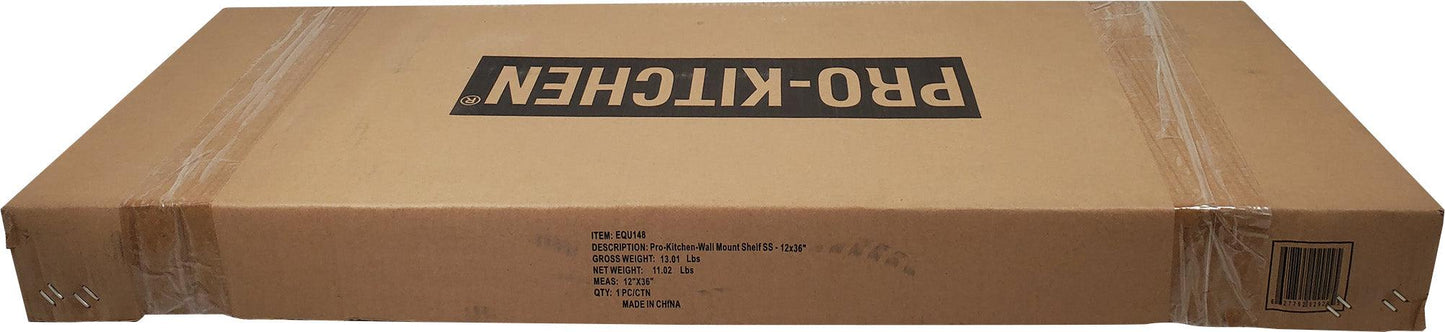 PRO-KITCHEN®
ITEM: EQU148
DESCRIPTION: Pro-Kitchen-Wall Mount Shelf SS - 12x36"
GROSS WEIGHT: 13.01 Lbs
NET WEIGHT: 11.02 Lbs
MEAS: 12"X36"
QTY: 1 PC/CTN
MADE IN CHINA